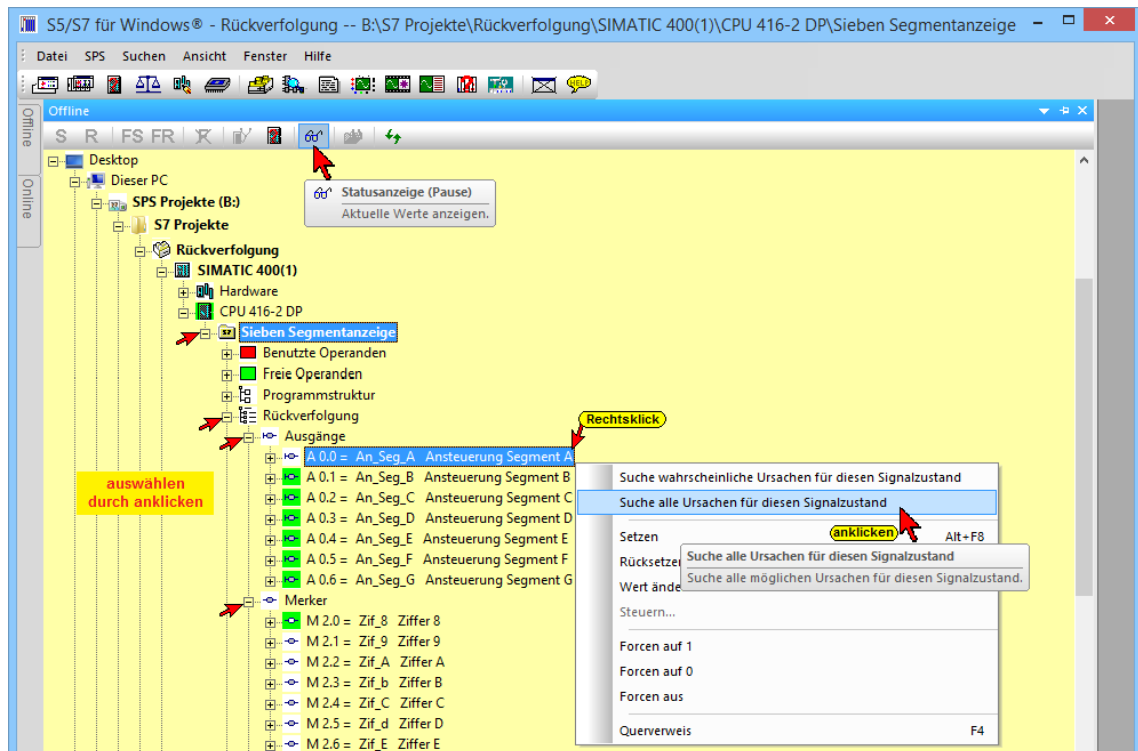 S5/S7 für Windows® - Rückverfolgung -- B:\S7 Projekte\Rückverfolgung\SIMATIC 400(1)\CPU 416-2 DP\Sieben Segmentanzeige
Datei SPS Suchen Ansicht Fenster Hilfe
HELP
Offline
Online
Offline
S R FS FR
Desktop
Dieser PC
SPS Projekte (B:)
S7 Projekte
Rückverfolgung
SIMATIC 400(1)
Hardware
CPU 416-2 DP
Sieben Segmentanzeige
Benutzte Operanden
Freie Operanden
Programmstruktur
Rückverfolgung
Ausgänge
A 0.0 = An_Seg_A Ansteuerung Segment A
A 0.1 = An_Seg_B Ansteuerung Segment B
A 0.2 = An_Seg_C Ansteuerung Segment C
A 0.3 = An_Seg_D Ansteuerung Segment D
A 0.4 = An_Seg_E Ansteuerung Segment E
A 0.5 = An_Seg_F Ansteuerung Segment F
A 0.6 = An_Seg_G Ansteuerung Segment G
Merker
M 2.0 = Zif_8 Ziffer 8
M 2.1 = Zif_9 Ziffer 9
M 2.2 = Zif_A Ziffer A
M 2.3 = Zif_b Ziffer B
M 2.4 = Zif_C Ziffer C
M 2.5 = Zif_d Ziffer D
M 2.6 = Zif_E Ziffer E
Statusanzeige (Pause)
Aktuelle Werte anzeigen.
auswählen
durch anklicken
Rechtsklick
Suche wahrscheinliche Ursachen für diesen Signalzustand
Suche alle Ursachen für diesen Signalzustand
anklicken
Setzen Alt+F8
Rücksetze
Wert ände
Suche alle Ursachen für diesen Signalzustand
Suche alle möglichen Ursachen für diesen Signalzustand.
Steuern...
Forcen auf 1
Forcen auf 0
Forcen aus
Querverweis F4